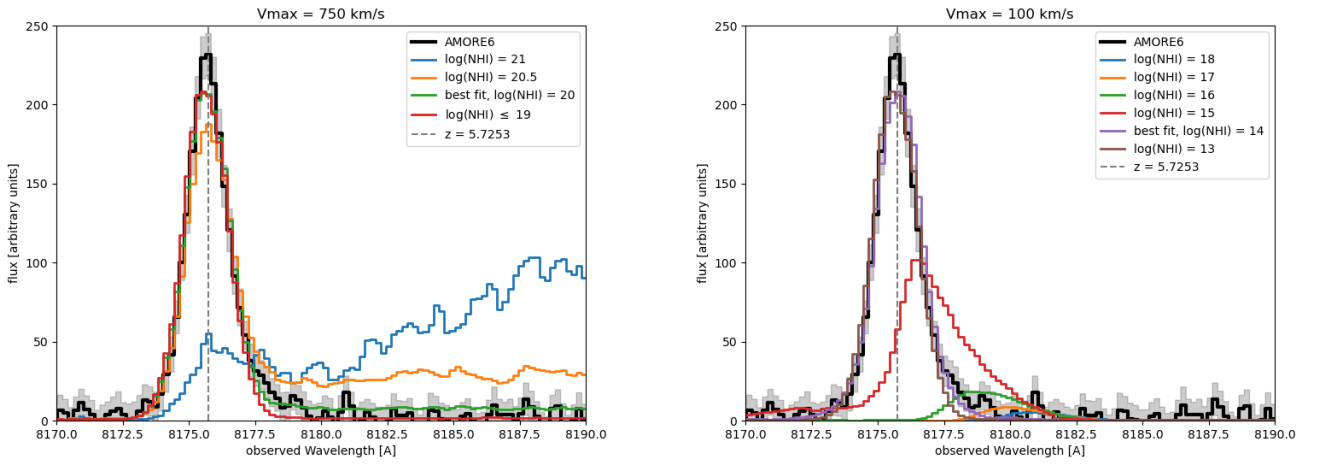 Vmax = 750 km/s
250
200
150
100
50
0
flux [arbitrary units]
AMORE6
log(NHI) = 21
log(NHI) = 20.5
best fit, log(NHI) = 20
log(NHI) ≤ 19
z = 5.7253
8170.0 8172.5 8175.0 8177.5 8180.0 8182.5 8185.0 8187.5 8190.0
observed Wavelength [A]
Vmax = 100 km/s
250
200
150
100
50
0
flux [arbitrary units]
AMORE6
log(NHI) = 18
log(NHI) = 17
log(NHI) = 16
log(NHI) = 15
best fit, log(NHI) = 14
log(NHI) = 13
z = 5.7253
8170.0 8172.5 8175.0 8177.5 8180.0 8182.5 8185.0 8187.5 8190.0
observed Wavelength [A]